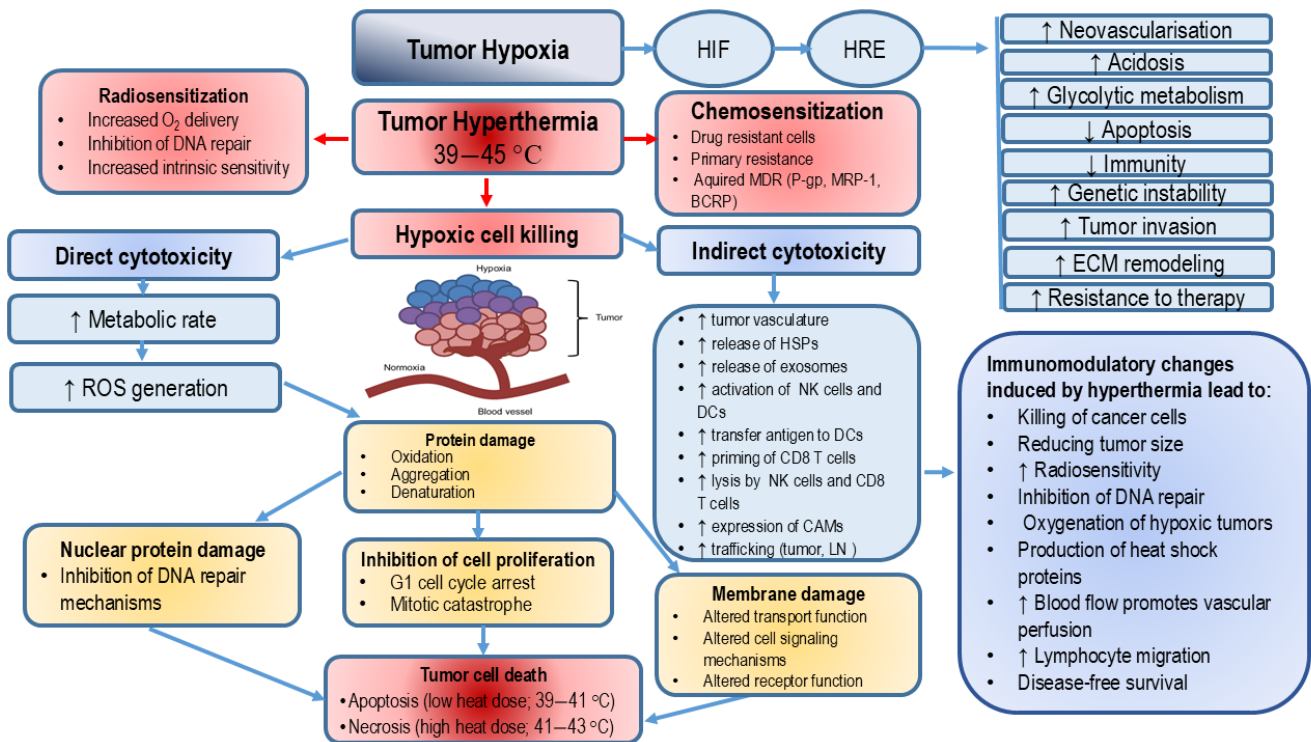 Tumor Hypoxia
HIF
HRE
↑ Neovascularisation
↑ Acidosis
↑ Glycolytic metabolism
↓ Apoptosis
↓ Immunity
↑ Genetic instability
↑ Tumor invasion
↑ ECM remodeling
↑ Resistance to therapy
Radiosensitization
• Increased O₂ delivery
• Inhibition of DNA repair
• Increased intrinsic sensitivity
Tumor Hyperthermia
39—45 °C
Chemosensitization
• Drug resistant cells
• Primary resistance
• Aquired MDR (P-gp, MRP-1,
BCRP)
Hypoxic cell killing
Direct cytotoxicity
↑ Metabolic rate
↑ ROS generation
Hypoxia
Tumor
Normoxia
Blood vessel
Indirect cytotoxicity
• ↑ tumor vasculature
• ↑ release of HSPs
• ↑ release of exosomes
• ↑ activation of NK cells and
DCs
• ↑ transfer antigen to DCs
• ↑ priming of CD8 T cells
• ↑ lysis by NK cells and CD8
T cells
• ↑ expression of CAMs
• ↑ trafficking (tumor, LN )
Immunomodulatory changes
induced by hyperthermia lead to:
• Killing of cancer cells
• Reducing tumor size
• ↑ Radiosensitivity
• Inhibition of DNA repair
• Oxygenation of hypoxic tumors
• Production of heat shock
proteins
• ↑ Blood flow promotes vascular
perfusion
• ↑ Lymphocyte migration
• Disease-free survival
Protein damage
• Oxidation
• Aggregation
• Denaturation
Nuclear protein damage
• Inhibition of DNA repair
mechanisms
Inhibition of cell proliferation
• G1 cell cycle arrest
• Mitotic catastrophe
Membrane damage
• Altered transport function
• Altered cell signaling
mechanisms
• Altered receptor function
Tumor cell death
•Apoptosis (low heat dose; 39—41 °C)
•Necrosis (high heat dose; 41—43 °C)